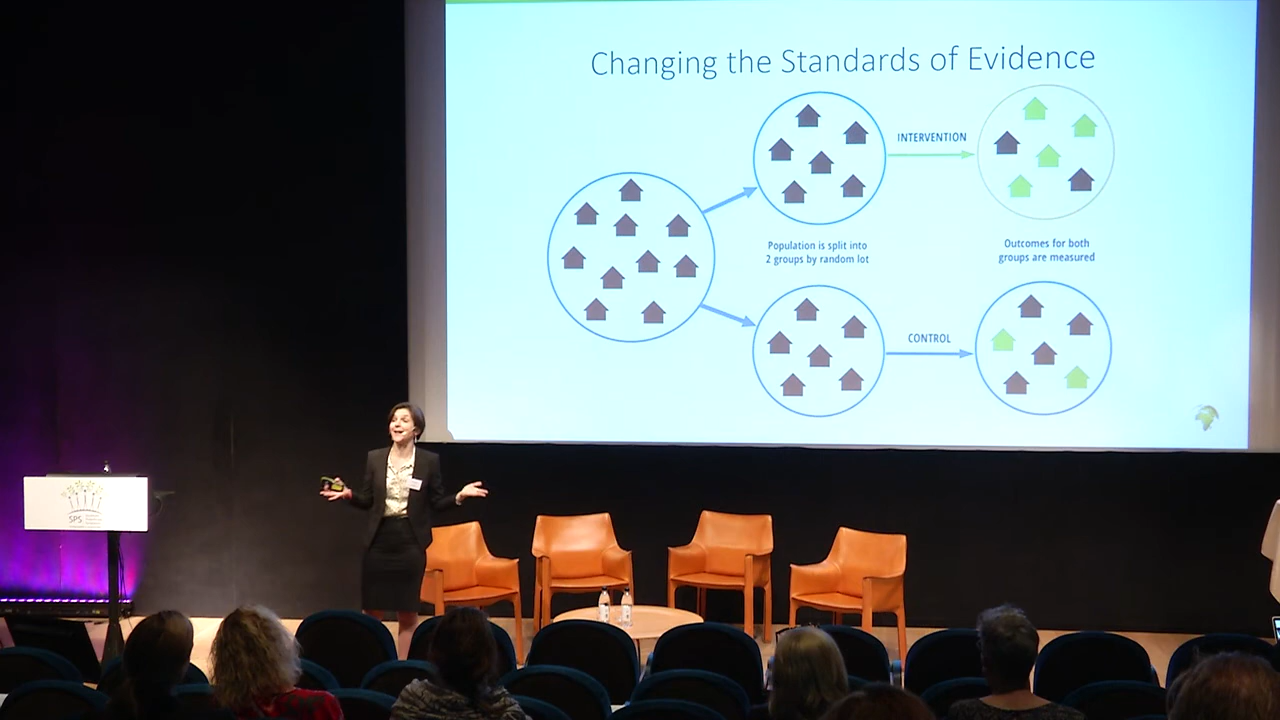 Changing the Standards of Evidence
INTERVENTION
Population is split into
2 groups by random lot
Outcomes for both
groups are measured
CONTROL
SPS